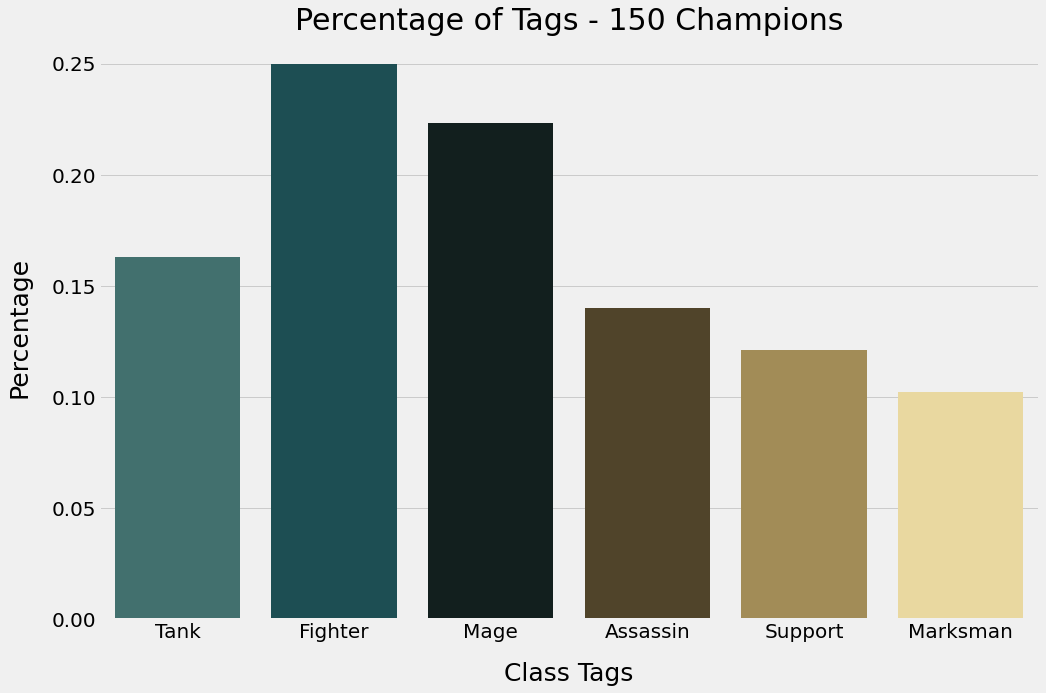 Percentage of Tags - 150 Champions
0.25
0.20
0.15
0.10
0.05
0.00
Percentage
Tank Fighter Mage Assassin Support Marksman
Class Tags